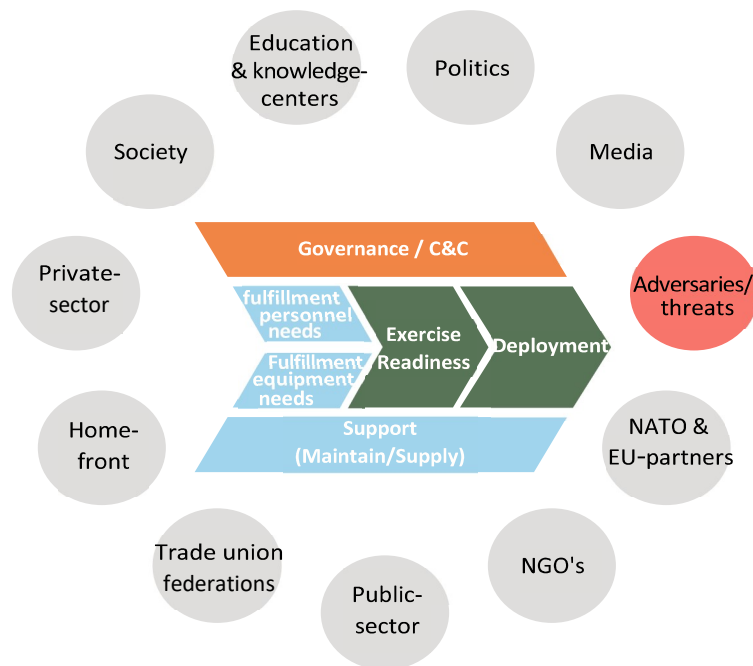 Education
& knowledge-
centers
Politics
Society
Media
Governance / C&C
Private-
sector
Adversaries/
threats
fulfillment
personnel
needs
Exercise
Readiness
Deployment
Fulfillment
equipment
needs
Home-
front
Support
(Maintain/Supply)
NATO &
EU-partners
Trade union
federations
NGO's
Public-
sector